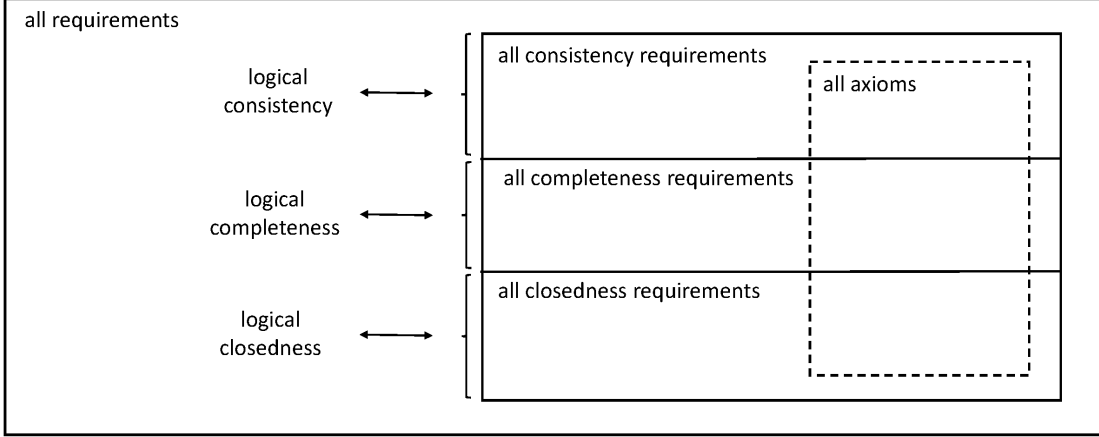 all requirements
all consistency requirements
logical
consistency
all axioms
all completeness requirements
logical
completeness
all closedness requirements
logical
closedness